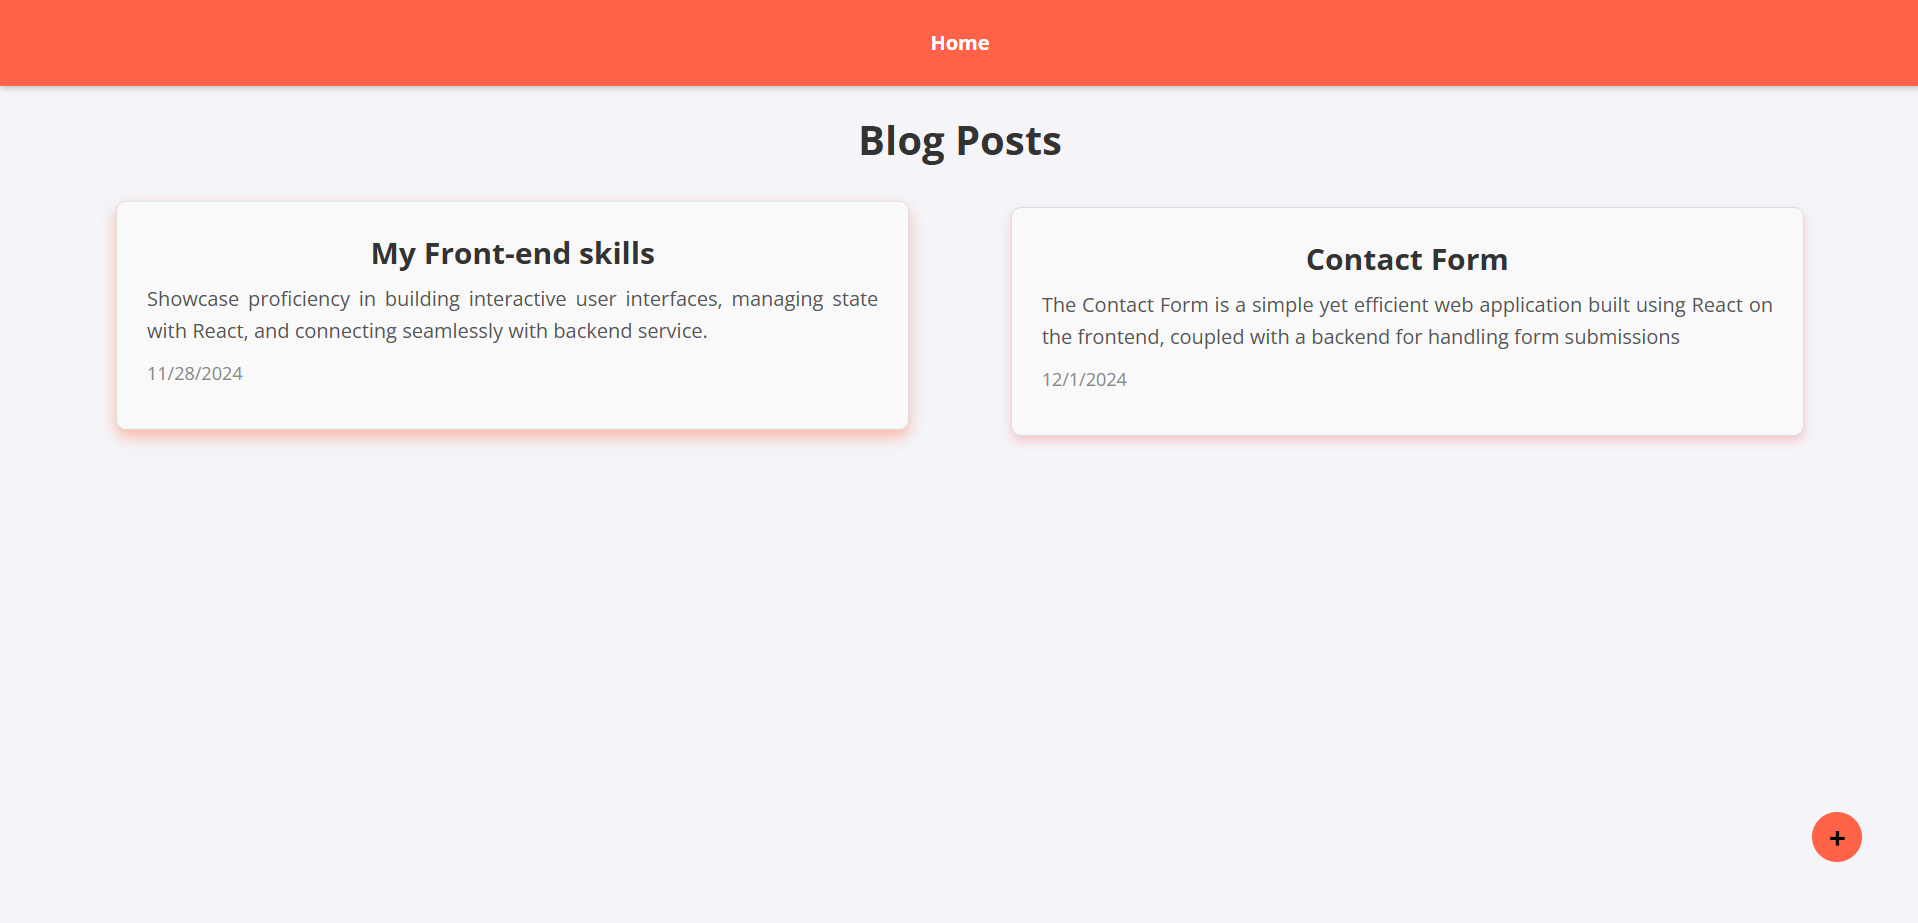 Home
Blog Posts
My Front-end skills
Showcase proficiency in building interactive user interfaces, managing state
with React, and connecting seamlessly with backend service.
11/28/2024
Contact Form
The Contact Form is a simple yet efficient web application built using React on
the frontend, coupled with a backend for handling form submissions
12/1/2024
+